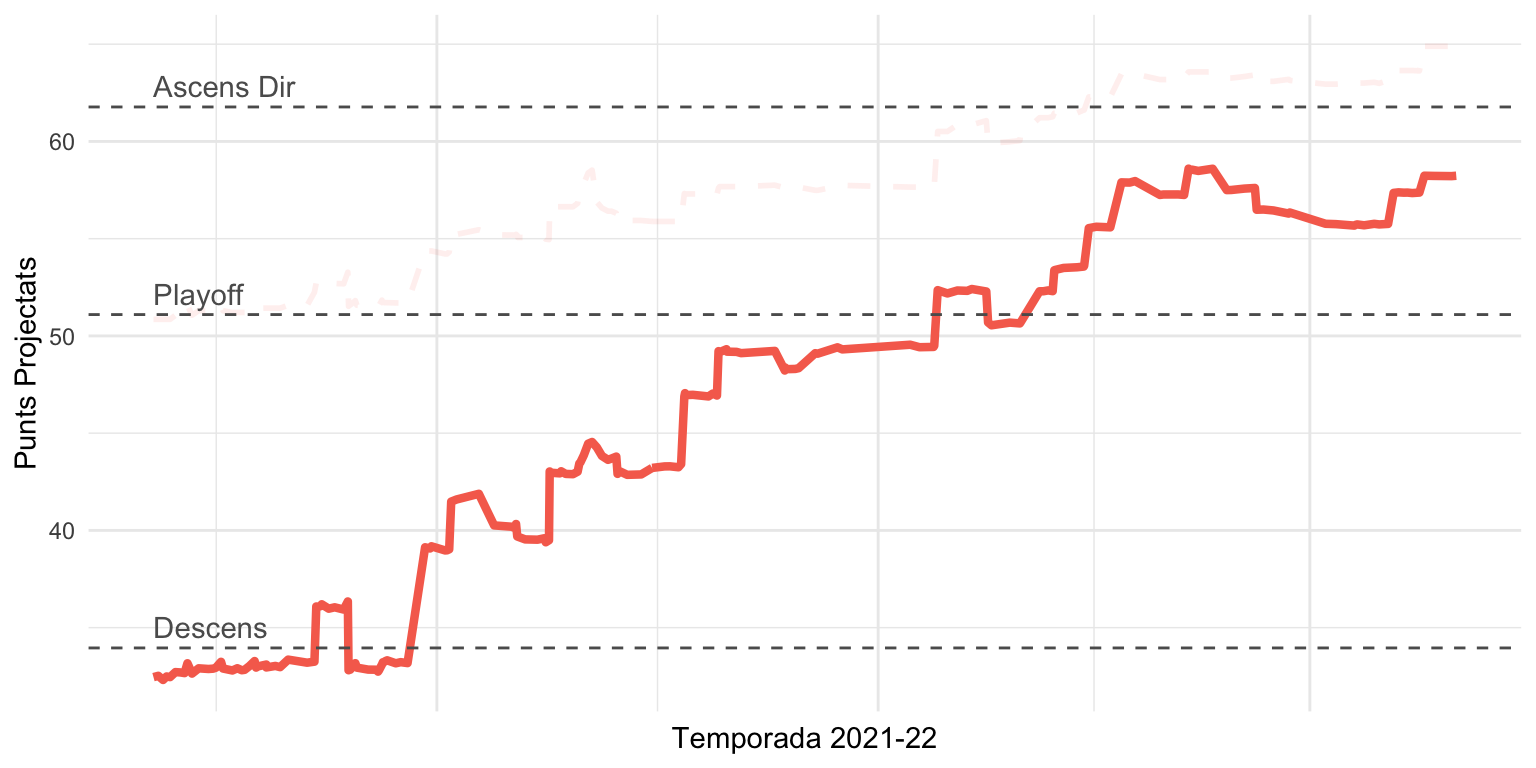 Ascens Dir
60
Playoff
50
40
Descens
Punts Projectats
Temporada 2021-22